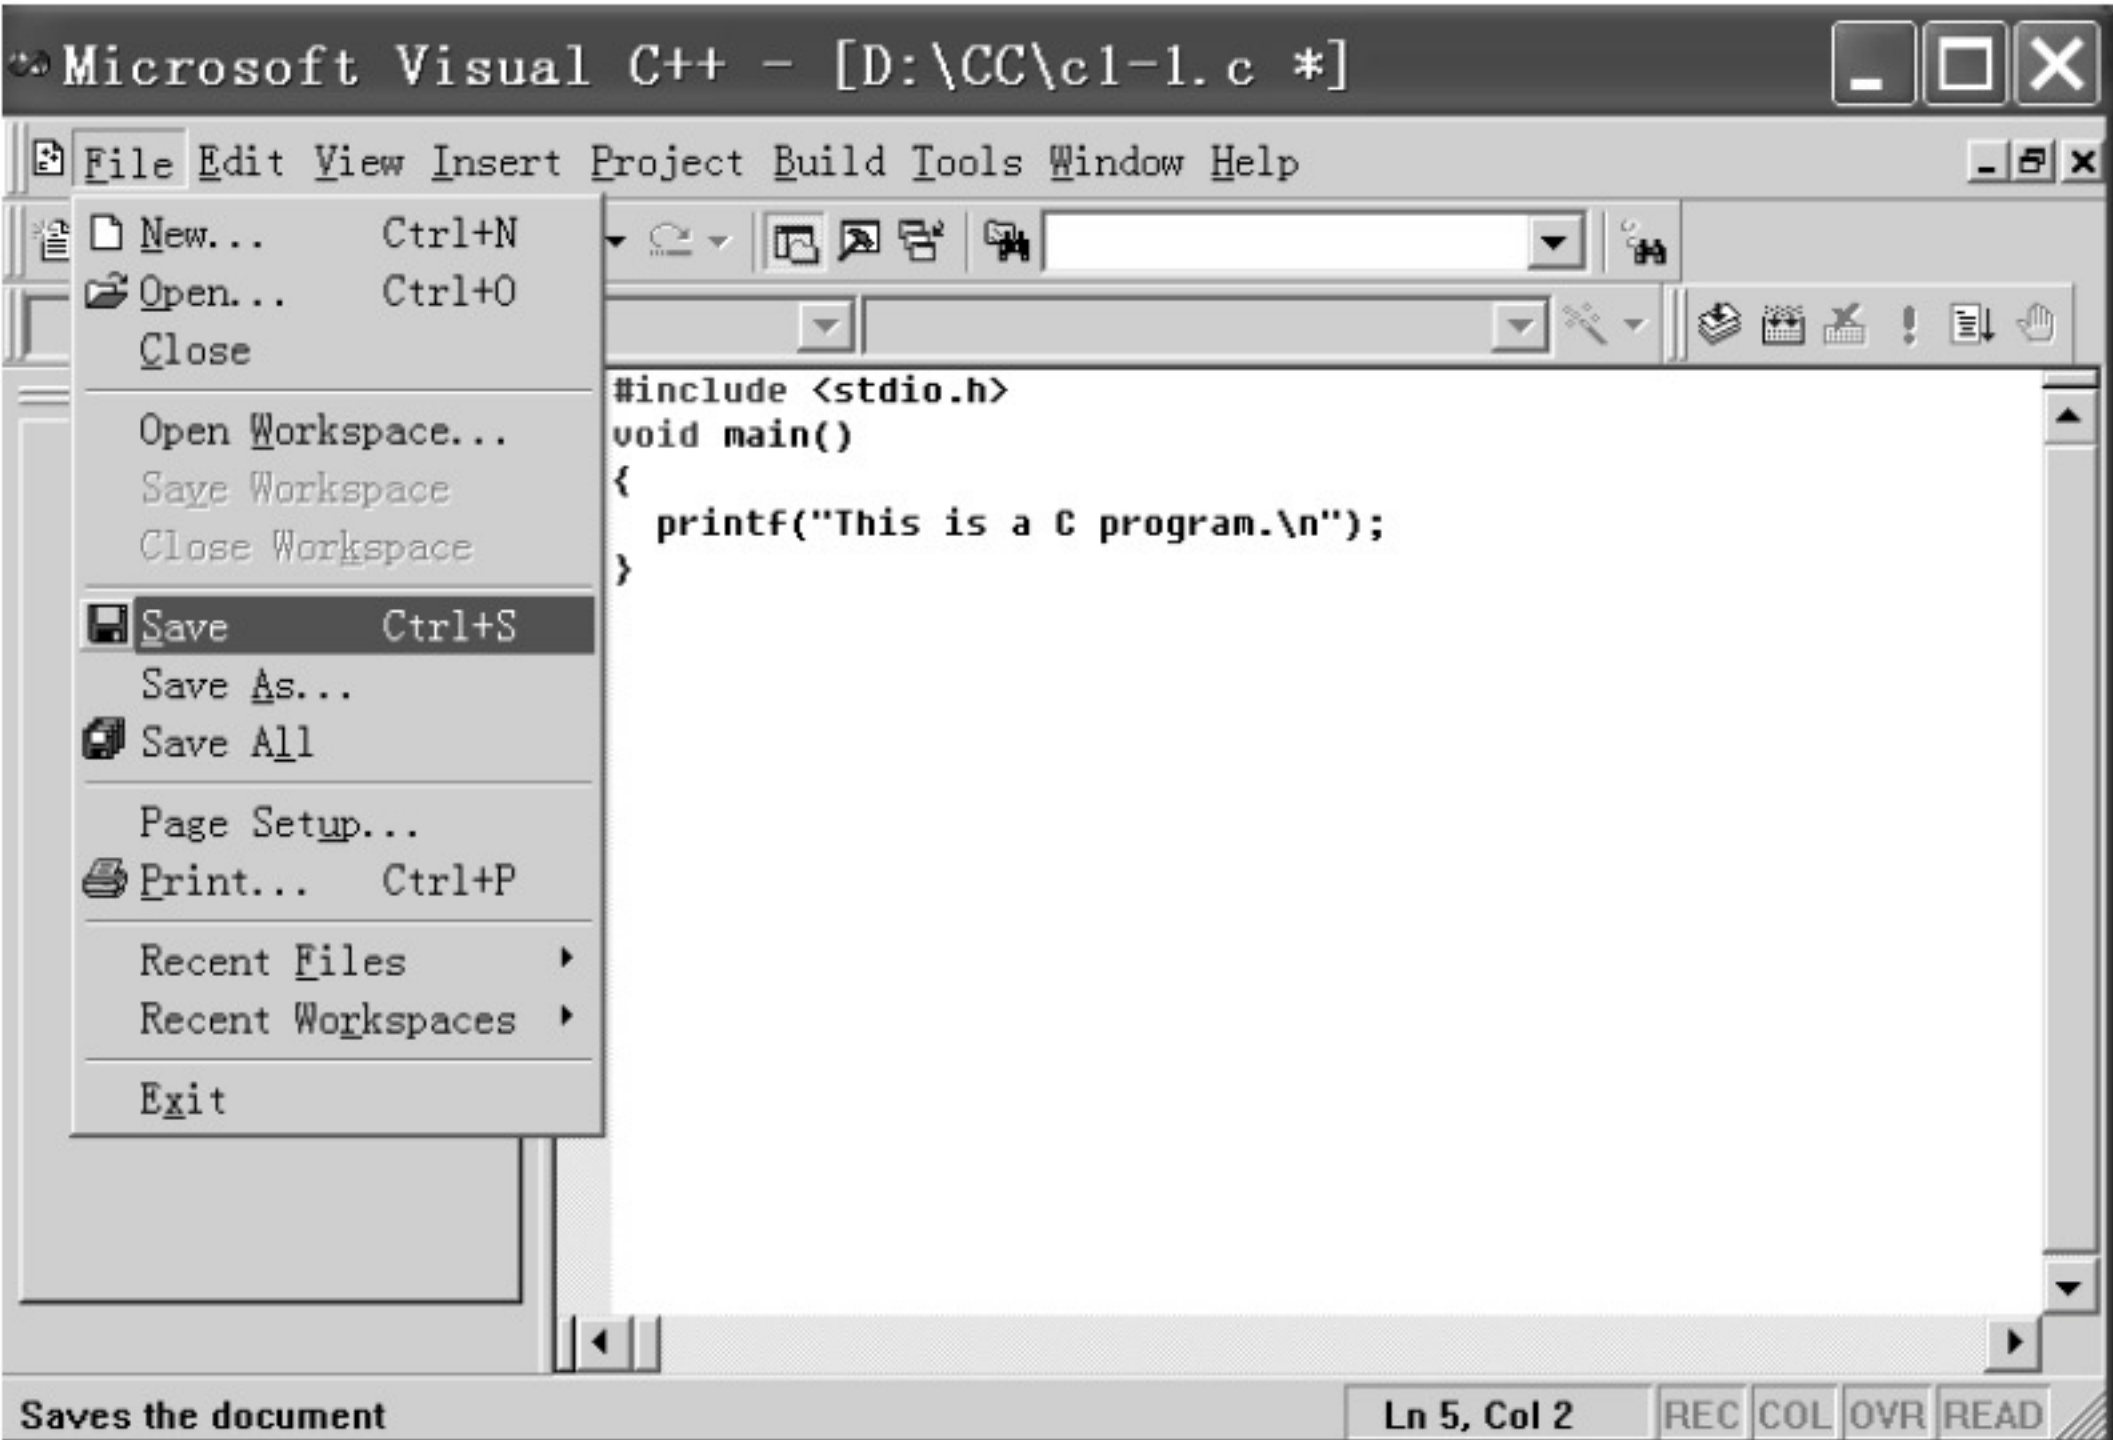 Microsoft Visual C++ - [D:\CC\c1-1.c *]
File Edit View Insert Project Build Tools Window Help
New... Ctrl+N
Open... Ctrl+O
Close
Open Workspace...
Save Workspace
Close Workspace
Save Ctrl+S
Save As...
Save All
Page Setup...
Print... Ctrl+P
Recent Files
Recent Workspaces
Exit
#include <stdio.h>
void main()
{
printf("This is a C program.\n");
}
Saves the document
Ln 5, Col 2 REC COL OVR READ